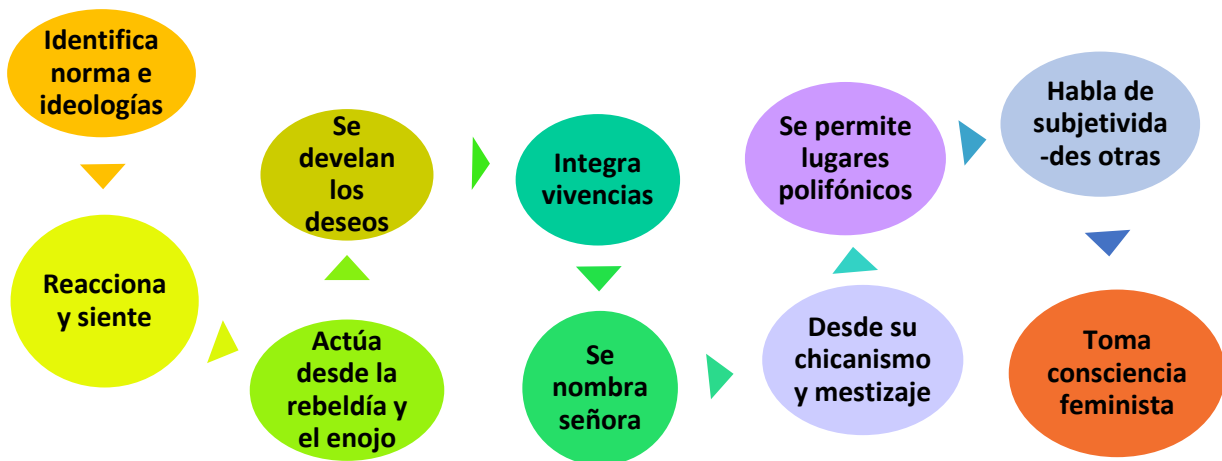 Identifica
norma e
ideologías
Reacciona
y siente
Actúa
desde la
rebeldía y
el enojo
Se
develan
los
deseos
Integra
vivencias
Se
nombra
señora
Desde su
chicanismo
y mestizaje
Se permite
lugares
polifónicos
Habla de
subjetivida
-des otras
Toma
consciencia
feminista